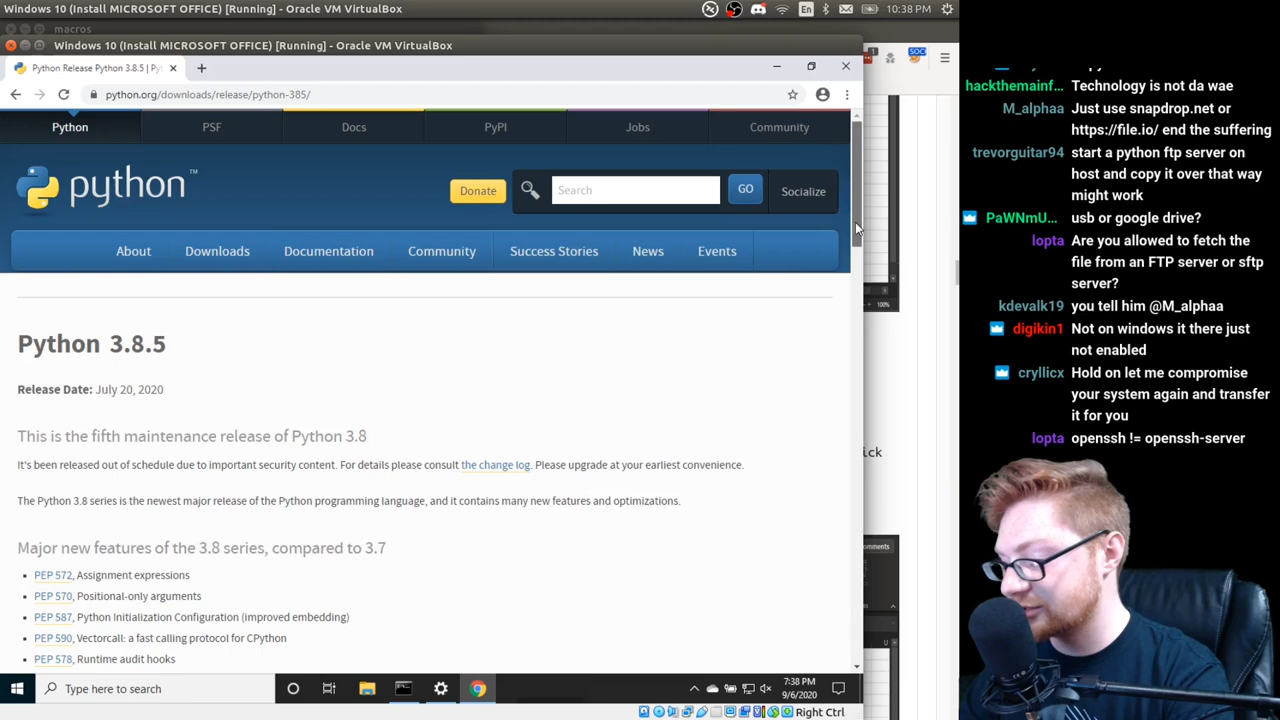 Windows 10 (Install MICROSOFT OFFICE) [Running] - Oracle VM VirtualBox
En
10:38 PM
macros
Windows 10 (Install MICROSOFT OFFICE) [Running] - Oracle VM VirtualBox
Python Release Python 3.8.5 | Py
python.org/downloads/release/python-385/
Python
PSF
Docs
PyPI
Jobs
Community
python™
Donate
Search
GO
Socialize
About
Downloads
Documentation
Community
Success Stories
News
Events
Python 3.8.5
Release Date: July 20, 2020
This is the fifth maintenance release of Python 3.8
It's been released out of schedule due to important security content. For details please consult the change log. Please upgrade at your earliest convenience.
The Python 3.8 series is the newest major release of the Python programming language, and it contains many new features and optimizations.
Major new features of the 3.8 series, compared to 3.7
PEP 572, Assignment expressions
PEP 570, Positional-only arguments
PEP 587, Python Initialization Configuration (improved embedding)
PEP 590, Vectorcall: a fast calling protocol for CPython
PEP 578, Runtime audit hooks
Type here to search
7:38 PM
9/6/2020
Right Ctrl
1
SOCI
100%
ick
omments
U
hackthemainf… Technology is not da wae
M_alphaa Just use snapdrop.net or
https://file.io/ end the suffering
trevorguitar94 start a python ftp server on
host and copy it over that way
might work
PaWNmU… usb or google drive?
lopta Are you allowed to fetch the
file from an FTP server or sftp
server?
kdevalk19 you tell him @M_alphaa
digikin1 Not on windows it there just
not enabled
cryllicx Hold on let me compromise
your system again and transfer
it for you
lopta openssh != openssh-server